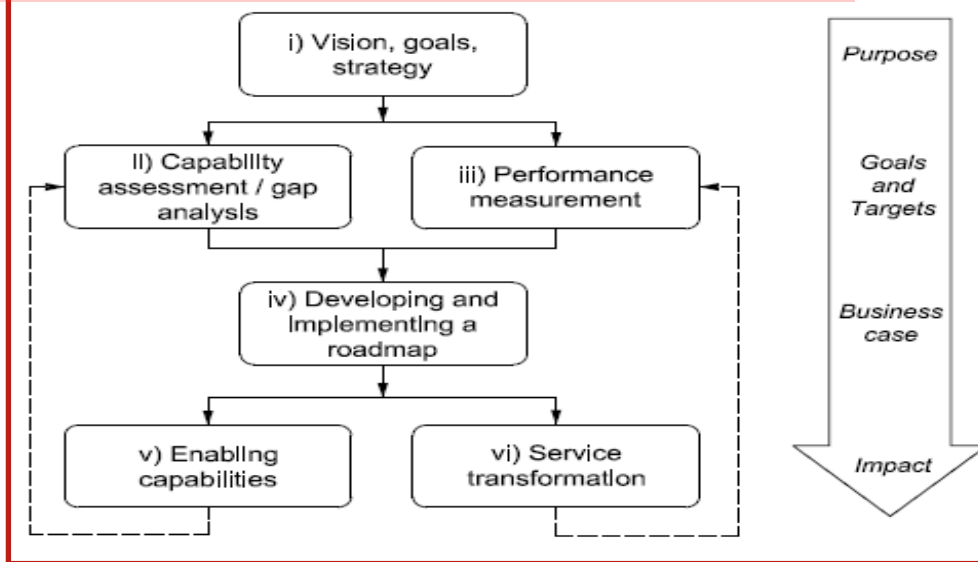 i) Vision, goals,
strategy
Purpose
ii) Capability
assessment / gap
analysis
iii) Performance
measurement
Goals
and
Targets
iv) Developing and
implementing a
roadmap
Business
case
v) Enabling
capabilities
vi) Service
transformation
Impact